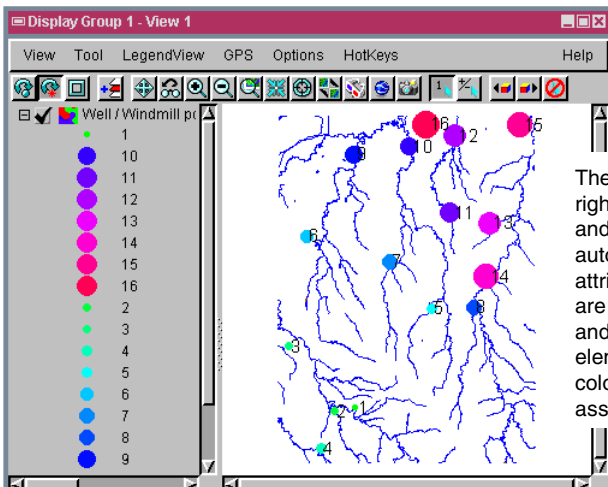 Display Group 1 - View 1
View Tool LegendView GPS Options HotKeys Help
Well / Windmill po
1
10
11
12
13
14
15
16
2
3
4
5
6
7
8
9
16
15
12
10
9
11
13
6
7
14
5
8
3
2
1
4
The
righ
and
auto
attri
are
and
eler
colo
ass